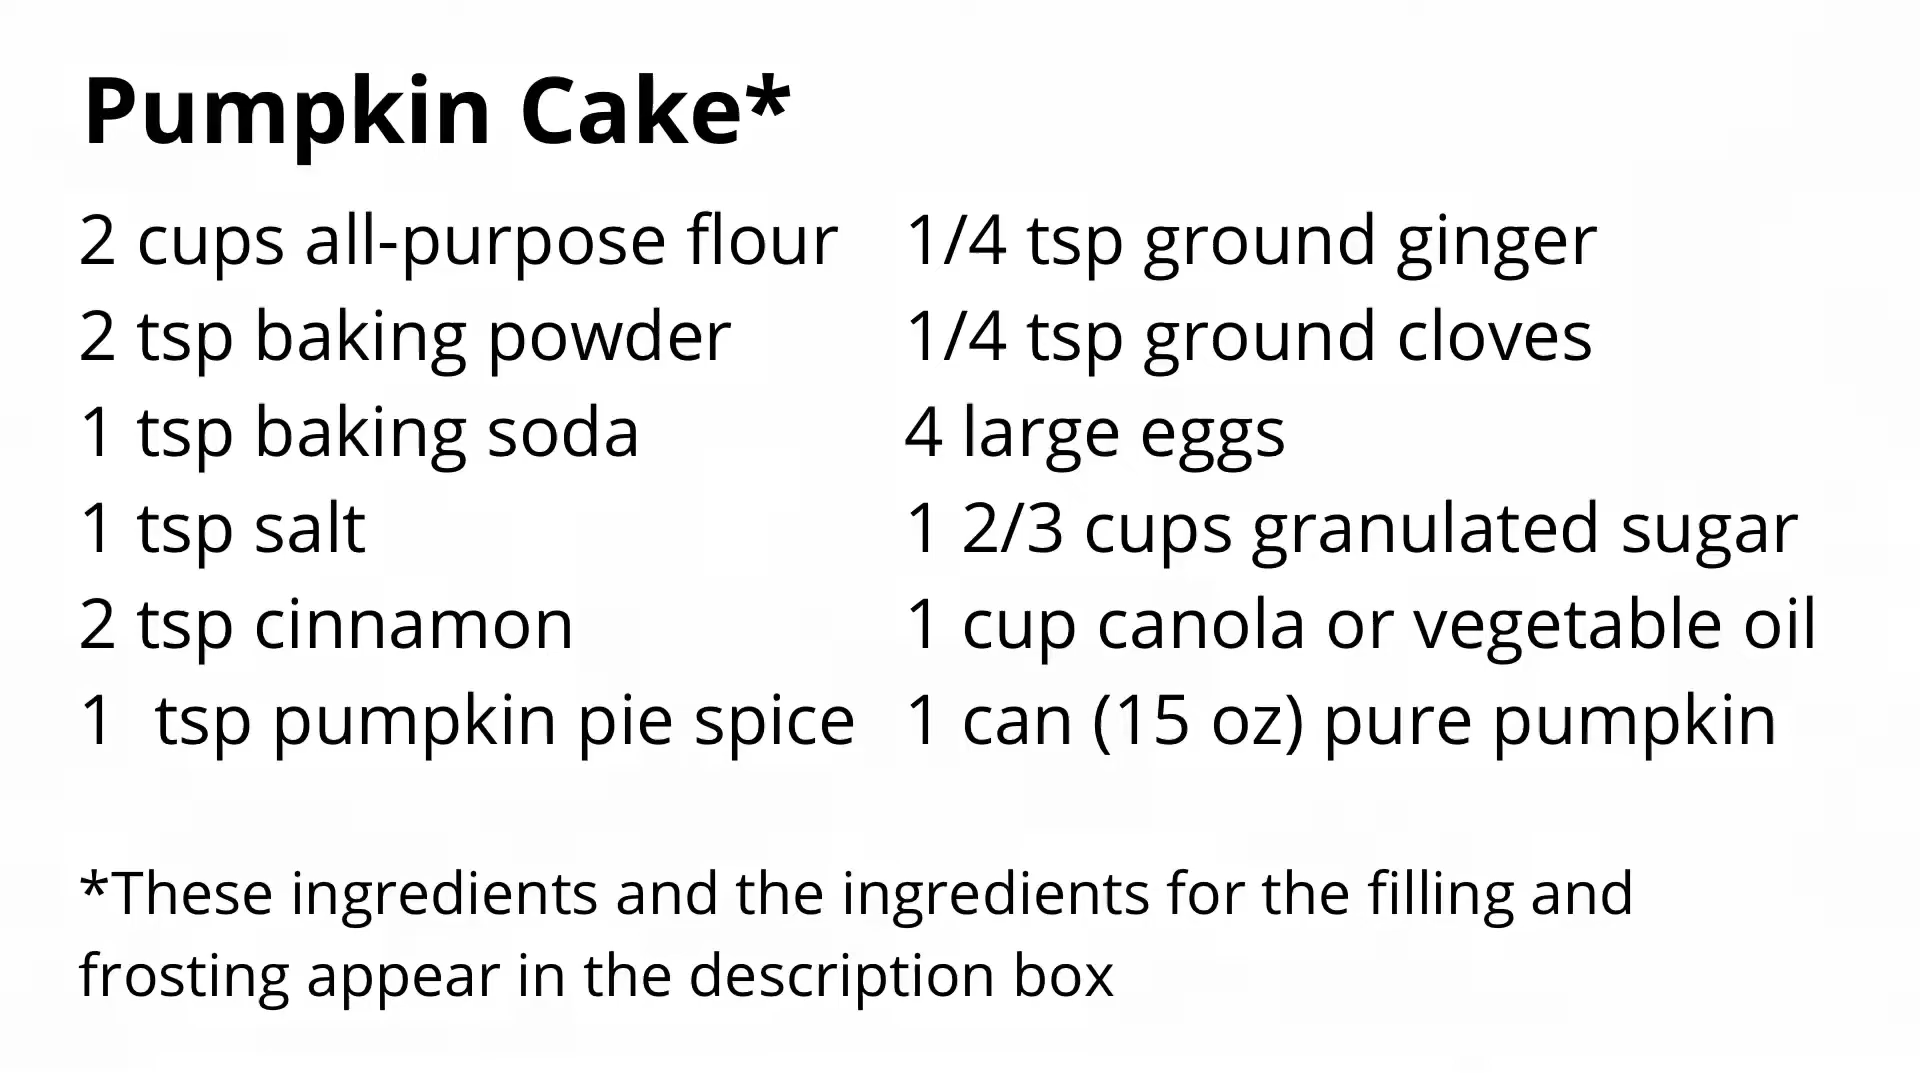 Pumpkin Cake*
2 cups all-purpose flour
2 tsp baking powder
1 tsp baking soda
1 tsp salt
2 tsp cinnamon
1  tsp pumpkin pie spice
1/4 tsp ground ginger
1/4 tsp ground cloves
4 large eggs
1 2/3 cups granulated sugar
1 cup canola or vegetable oil
1 can (15 oz) pure pumpkin
*These ingredients and the ingredients for the filling and
frosting appear in the description box